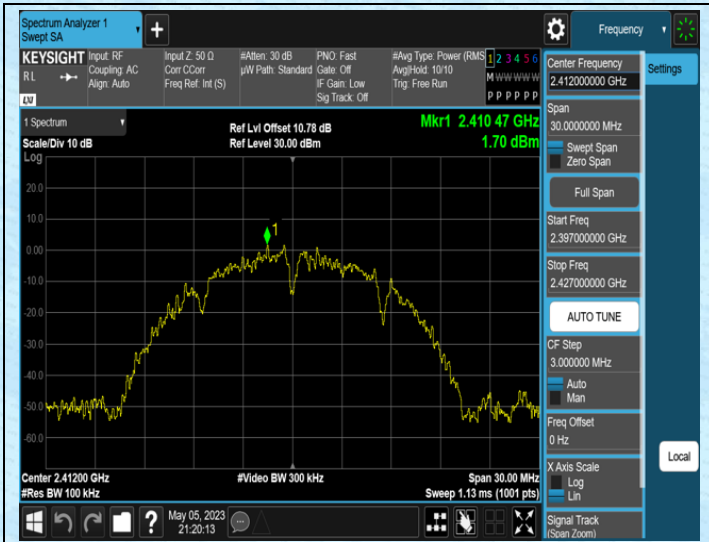 Spectrum Analyzer 1
Swept SA
+
Frequency
KEYSIGHT
RL
Input: RF
Coupling: AC
Align: Auto
Input Z: 50 Ω
Corr CCorr
Freq Ref: Int (S)
#Atten: 30 dB
µW Path: Standard
PNO: Fast
Gate: Off
IF Gain: Low
Sig Track: Off
#Avg Type: Power (RMS
Avg|Hold: 10/10
Trig: Free Run
1 2 3 4 5 6
M W W W W W
P P P P P P
LXI
1 Spectrum
Scale/Div 10 dB
Log
Ref Lvl Offset 10.78 dB
Ref Level 30.00 dBm
Mkr1 2.410 47 GHz
1.70 dBm
20.0
10.0
0.00
-10.0
-20.0
-30.0
-40.0
-50.0
-60.0
1
Center 2.41200 GHz
#Res BW 100 kHz
#Video BW 300 kHz
Span 30.00 MHz
Sweep 1.13 ms (1001 pts)
?
May 05, 2023
21:20:13
Center Frequency
2.412000000 GHz
Span
30.0000000 MHz
Swept Span
Zero Span
Full Span
Start Freq
2.397000000 GHz
Stop Freq
2.427000000 GHz
AUTO TUNE
CF Step
3.000000 MHz
Auto
Man
Freq Offset
0 Hz
X Axis Scale
Log
Lin
Signal Track
(Span Zoom)
Settings
Local